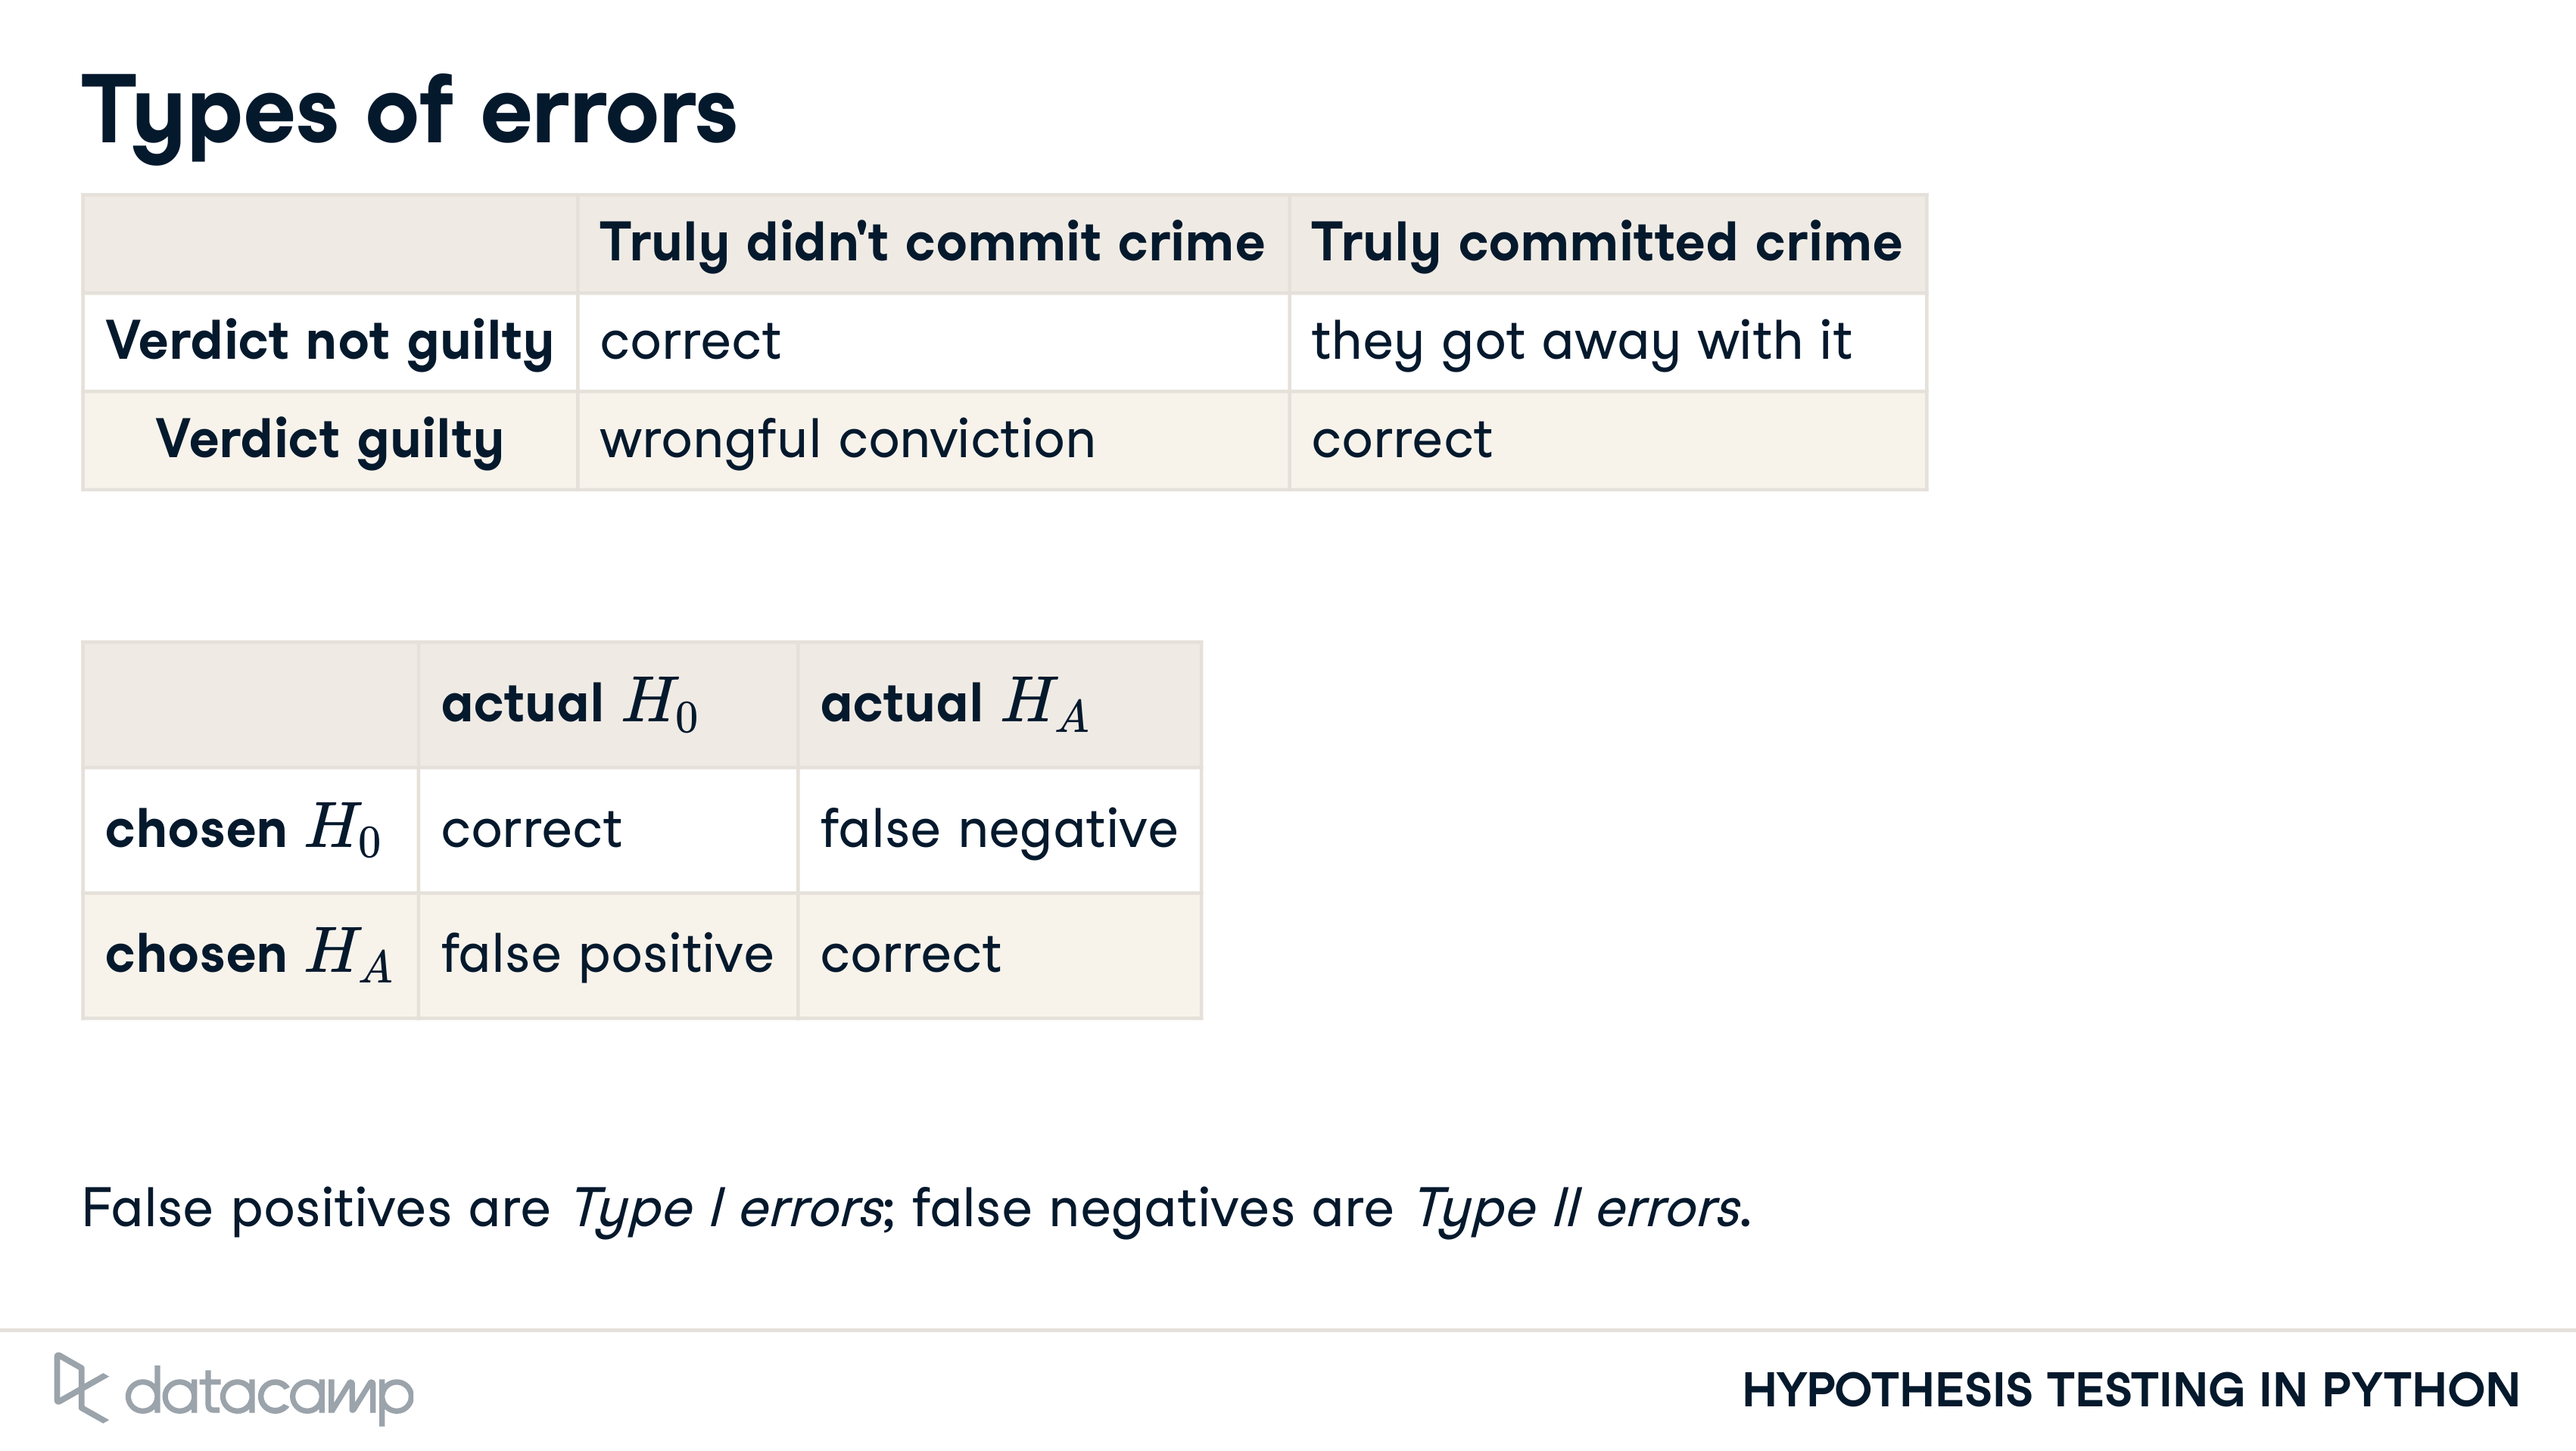 Types of errors
Truly didn't commit crime Truly committed crime
Verdict not guilty correct they got away with it
Verdict guilty wrongful conviction correct
actual H₀ actual H_A
chosen H₀ correct false negative
chosen H_A false positive correct
False positives are Type I errors; false negatives are Type II errors.
datacamp HYPOTHESIS TESTING IN PYTHON